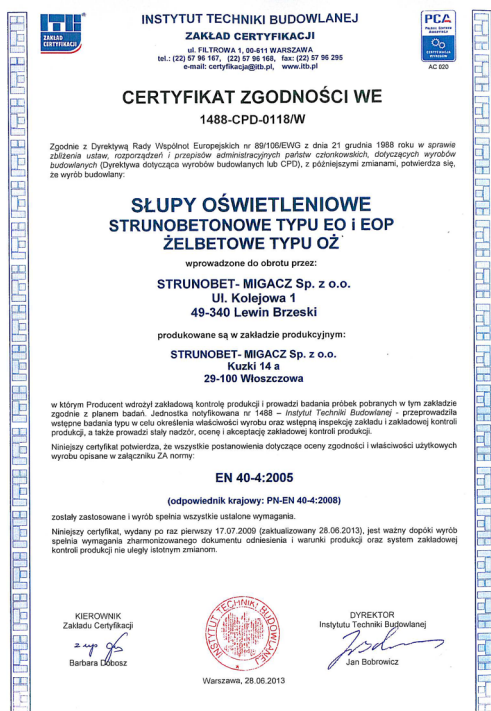 INSTYTUT TECHNIKI BUDOWLANEJ
ZAKŁAD CERTYFIKACJI
ul. FILTROWA 1, 00-611 WARSZAWA
tel.: (22) 57 96 167, (22) 57 96 168, fax: (22) 57 96 295
e-mail: certyfikacja@itb.pl, www.itb.pl
ITB
ZAKŁAD
CERTYFIKACJI
PCA
AC 020
CERTYFIKAT ZGODNOŚCI WE
1488-CPD-0118/W
Zgodnie z Dyrektywą Rady Wspólnot Europejskich nr 89/106/EWG z dnia 21 grudnia 1988 roku w sprawie
zbliżenia ustaw, rozporządzeń i przepisów administracyjnych państw członkowskich, dotyczących wyrobów
budowlanych (Dyrektywa dotycząca wyrobów budowlanych lub CPD), z późniejszymi zmianami, potwierdza się,
że wyrób budowlany:
SŁUPY OŚWIETLENIOWE
STRUNOBETONOWE TYPU EO i EOP
ŻELBETOWE TYPU OŻ
wprowadzone do obrotu przez:
STRUNOBET- MIGACZ Sp. z o.o.
Ul. Kolejowa 1
49-340 Lewin Brzeski
produkowane są w zakładzie produkcyjnym:
STRUNOBET- MIGACZ Sp. z o.o.
Kuzki 14 a
29-100 Włoszczowa
w którym Producent wdrożył zakładową kontrolę produkcji i prowadzi badania próbek pobranych w tym zakładzie
zgodnie z planem badań. Jednostka notyfikowana nr 1488 – Instytut Techniki Budowlanej - przeprowadziła
wstępne badania typu w celu określenia właściwości wyrobu oraz wstępną inspekcję zakładu i zakładowej kontroli
produkcji, a także prowadzi stały nadzór, ocenę i akceptację zakładowej kontroli produkcji.
Niniejszy certyfikat potwierdza, że wszystkie postanowienia dotyczące oceny zgodności i właściwości użytkowych
wyrobu opisane w załączniku ZA normy:
EN 40-4:2005
(odpowiednik krajowy: PN-EN 40-4:2008)
zostały zastosowane i wyrób spełnia wszystkie ustalone wymagania.
Niniejszy certyfikat, wydany po raz pierwszy 17.07.2009 (zaktualizowany 28.06.2013), jest ważny dopóki wyrób
spełnia wymagania zharmonizowanego dokumentu odniesienia i warunki produkcji oraz system zakładowej
kontroli produkcji nie uległy istotnym zmianom.
KIEROWNIK
Zakładu Certyfikacji
Barbara Dobosz
INSTYTUT TECHNIKI BUDOWLANEJ
DYREKTOR
Instytutu Techniki Budowlanej
Jan Bobrowicz
Warszawa, 28.06.2013